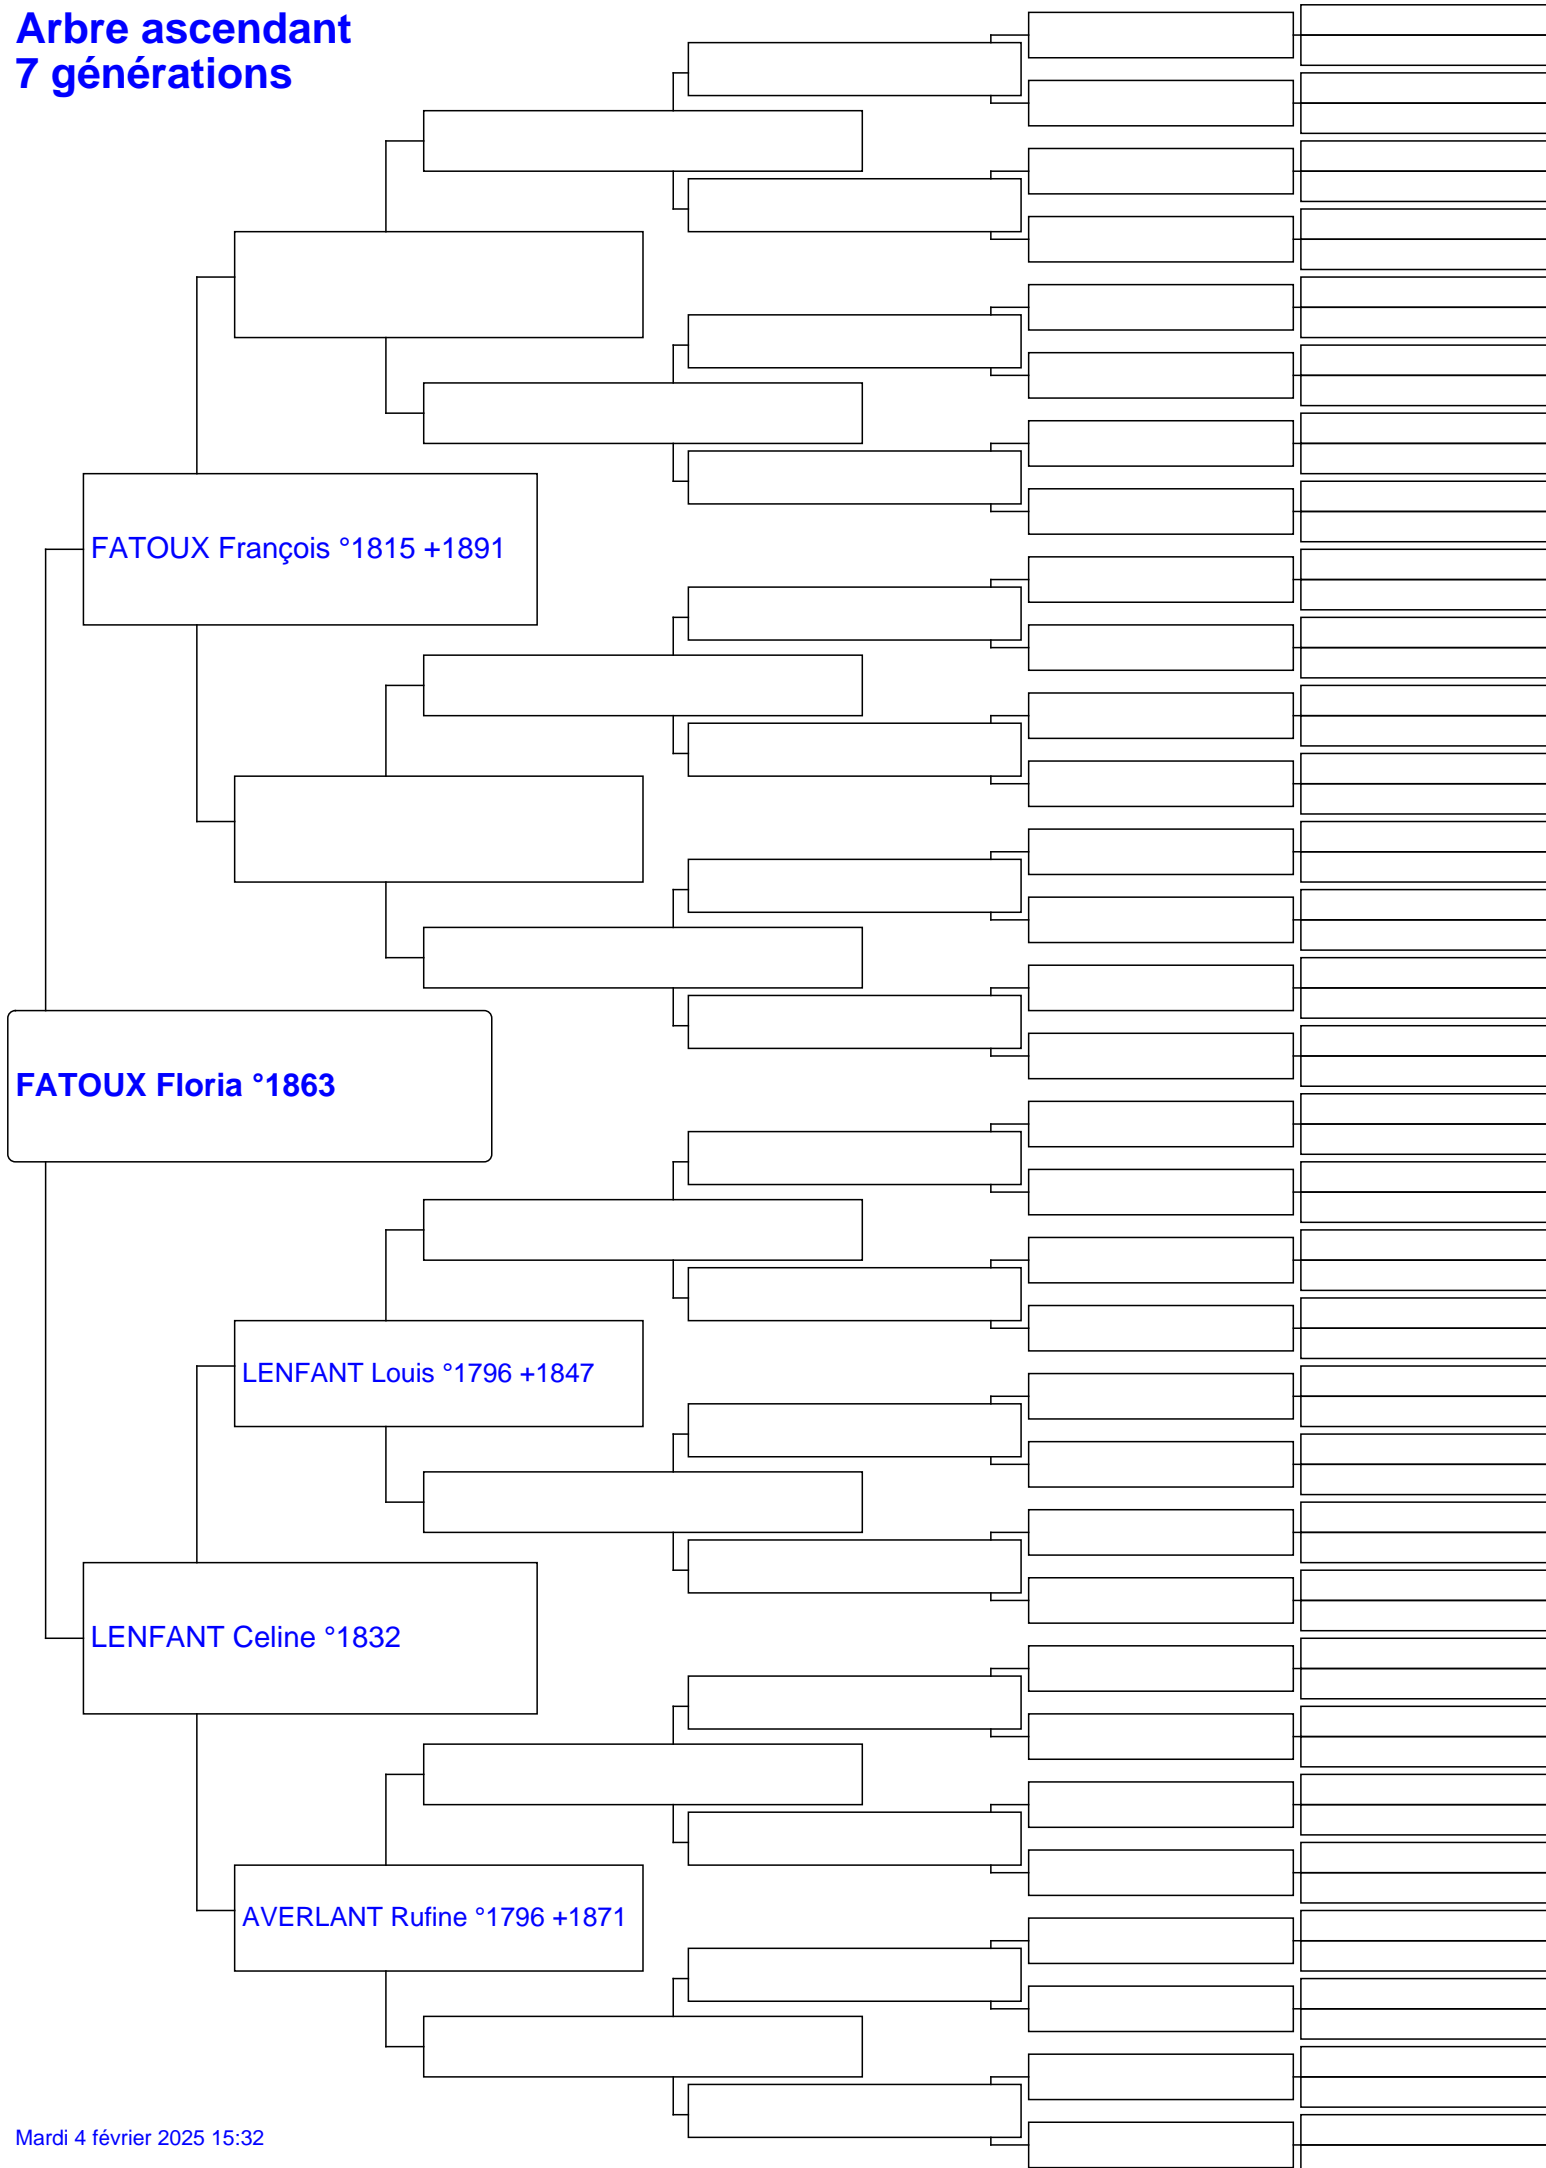 Arbre ascendant
7 générations
FATOUX François °1815 +1891
FATOUX Floria °1863
LENFANT Louis °1796 +1847
LENFANT Celine °1832
AVERLANT Rufine °1796 +1871
Mardi 4 février 2025 15:32